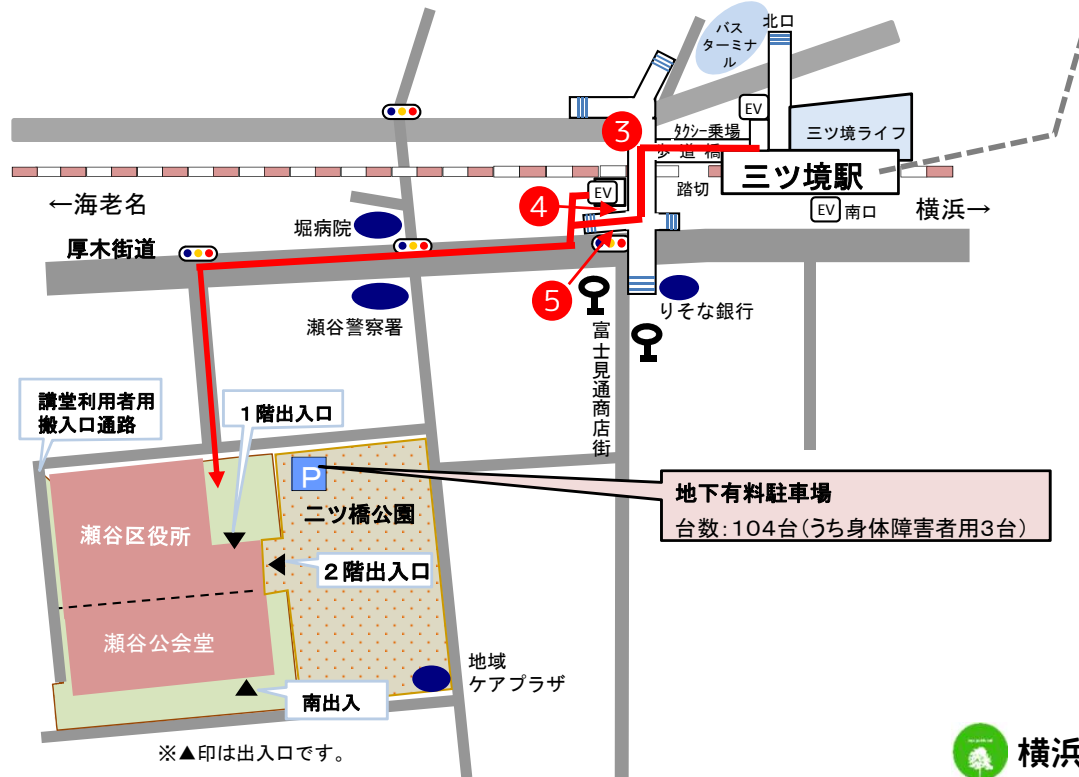 バス
ターミナ
ル
北口
EV
③
タクシー乗場
歩道橋
三ツ境ライフ
三ツ境駅
踏切
EV
④
←海老名
EV 南口
横浜→
堀病院
厚木街道
⑤
りそな銀行
瀬谷警察署
富士見通商店街
講堂利用者用
搬入口通路
1階出入口
P
地下有料駐車場
台数:104台(うち身体障害者用3台)
二ツ橋公園
瀬谷区役所
2階出入口
瀬谷公会堂
地域
ケアプラザ
南出入
※▲印は出入口です。
横浜